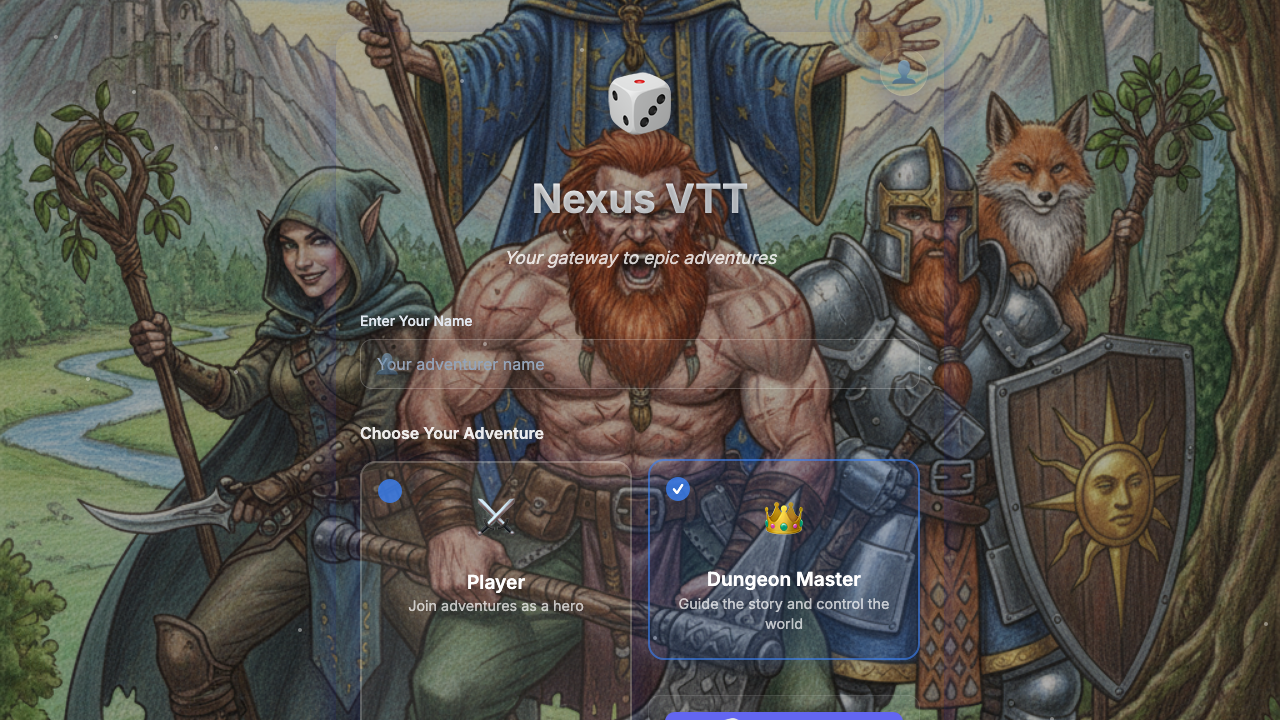 Nexus VTT
Your gateway to epic adventures
Enter Your Name
Your adventurer name
Choose Your Adventure
Player
Join adventures as a hero
Dungeon Master
Guide the story and control the
world